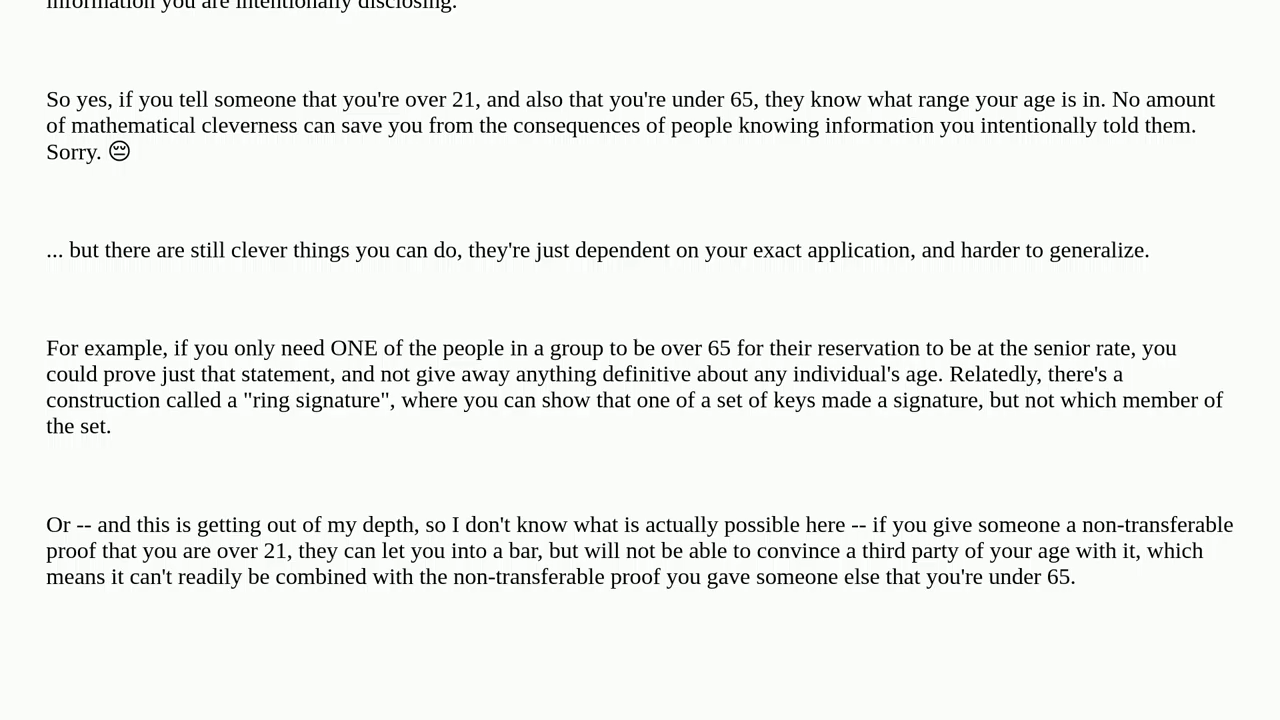 information you are intentionally disclosing.
So yes, if you tell someone that you're over 21, and also that you're under 65, they know what range your age is in. No amount
of mathematical cleverness can save you from the consequences of people knowing information you intentionally told them.
Sorry. 😔
... but there are still clever things you can do, they're just dependent on your exact application, and harder to generalize.
For example, if you only need ONE of the people in a group to be over 65 for their reservation to be at the senior rate, you
could prove just that statement, and not give away anything definitive about any individual's age. Relatedly, there's a
construction called a "ring signature", where you can show that one of a set of keys made a signature, but not which member of
the set.
Or -- and this is getting out of my depth, so I don't know what is actually possible here -- if you give someone a non-transferable
proof that you are over 21, they can let you into a bar, but will not be able to convince a third party of your age with it, which
means it can't readily be combined with the non-transferable proof you gave someone else that you're under 65.